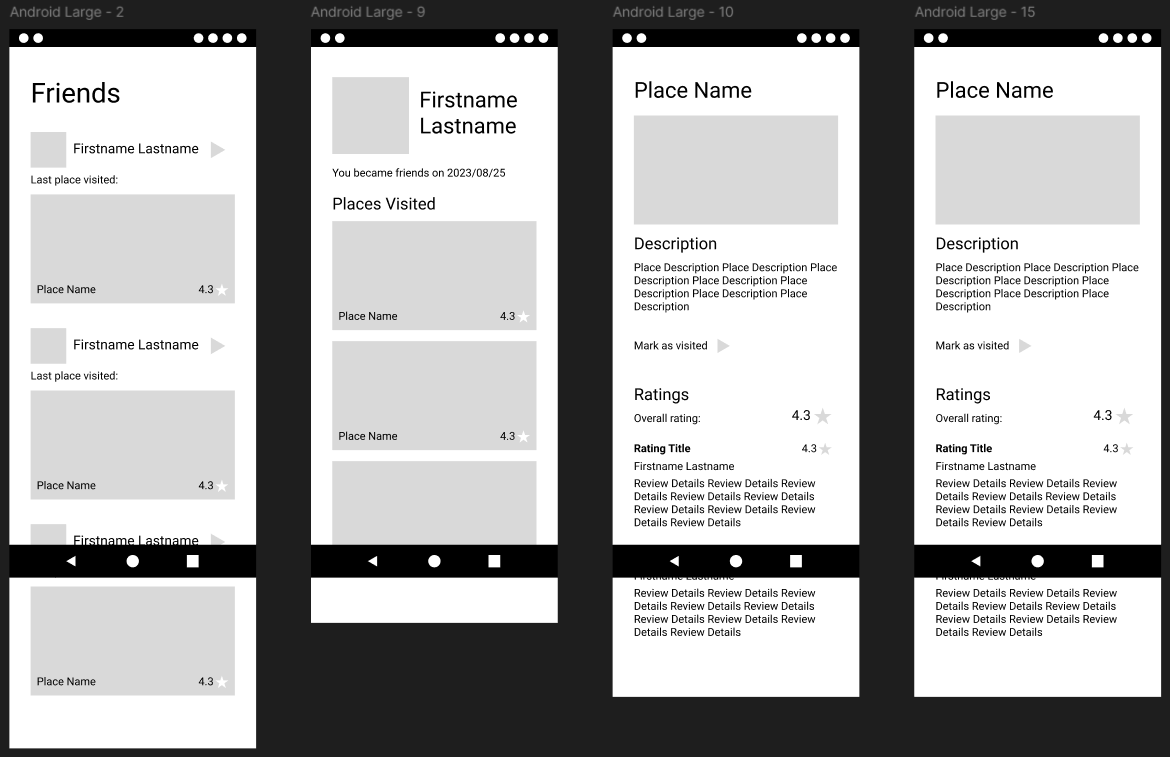 Android Large - 2
Friends
Firstname Lastname
Last place visited:
Place Name 4.3
Firstname Lastname
Last place visited:
Place Name 4.3
Firstname Lastname
Place Name 4.3
Android Large - 9
Firstname
Lastname
You became friends on 2023/08/25
Places Visited
Place Name 4.3
Place Name 4.3
Android Large - 10
Place Name
Description
Place Description Place Description Place
Description Place Description Place
Description Place Description Place
Description
Mark as visited
Ratings
Overall rating: 4.3
Rating Title 4.3
Firstname Lastname
Review Details Review Details Review
Details Review Details Review Details
Review Details Review Details Review
Details Review Details
Firstname Lastname
Review Details Review Details Review
Details Review Details Review Details
Review Details Review Details Review
Details Review Details
Android Large - 15
Place Name
Description
Place Description Place Description Place
Description Place Description Place
Description Place Description Place
Description
Mark as visited
Ratings
Overall rating: 4.3
Rating Title 4.3
Firstname Lastname
Review Details Review Details Review
Details Review Details Review Details
Review Details Review Details Review
Details Review Details
Firstname Lastname
Review Details Review Details Review
Details Review Details Review Details
Review Details Review Details Review
Details Review Details